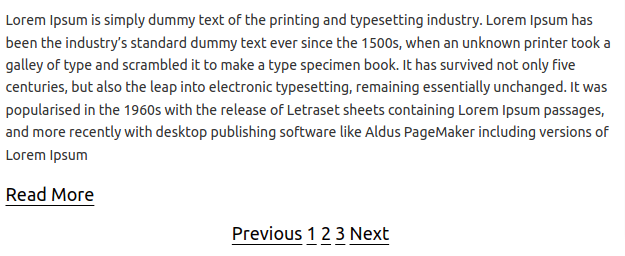 Lorem Ipsum is simply dummy text of the printing and typesetting industry. Lorem Ipsum has
been the industry's standard dummy text ever since the 1500s, when an unknown printer took a
galley of type and scrambled it to make a type specimen book. It has survived not only five
centuries, but also the leap into electronic typesetting, remaining essentially unchanged. It was
popularised in the 1960s with the release of Letraset sheets containing Lorem Ipsum passages,
and more recently with desktop publishing software like Aldus PageMaker including versions of
Lorem Ipsum
Read More
Previous 1 2 3 Next